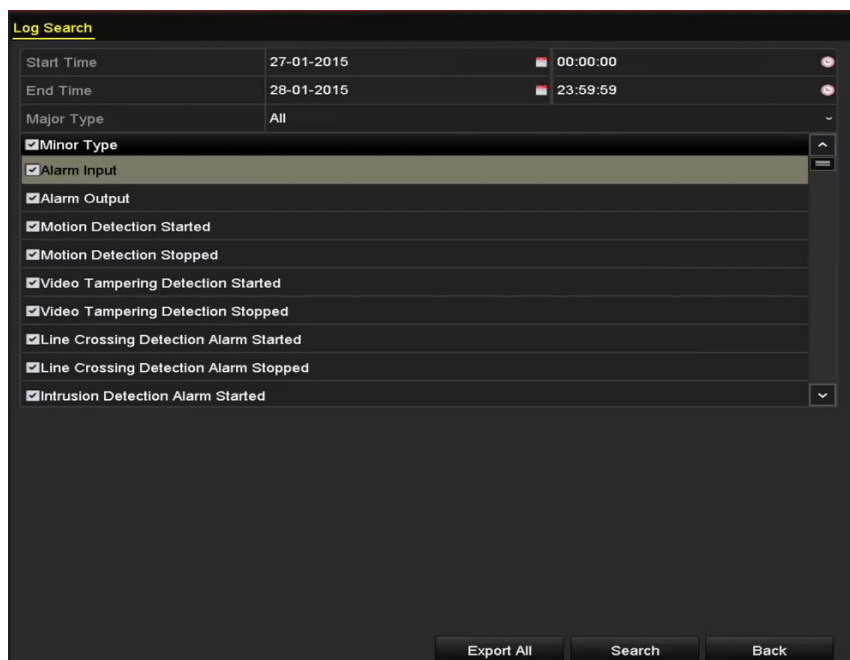 Log Search
Start Time 27-01-2015 00:00:00
End Time 28-01-2015 23:59:59
Major Type All
Minor Type
Alarm Input
Alarm Output
Motion Detection Started
Motion Detection Stopped
Video Tampering Detection Started
Video Tampering Detection Stopped
Line Crossing Detection Alarm Started
Line Crossing Detection Alarm Stopped
Intrusion Detection Alarm Started
Export All Search Back